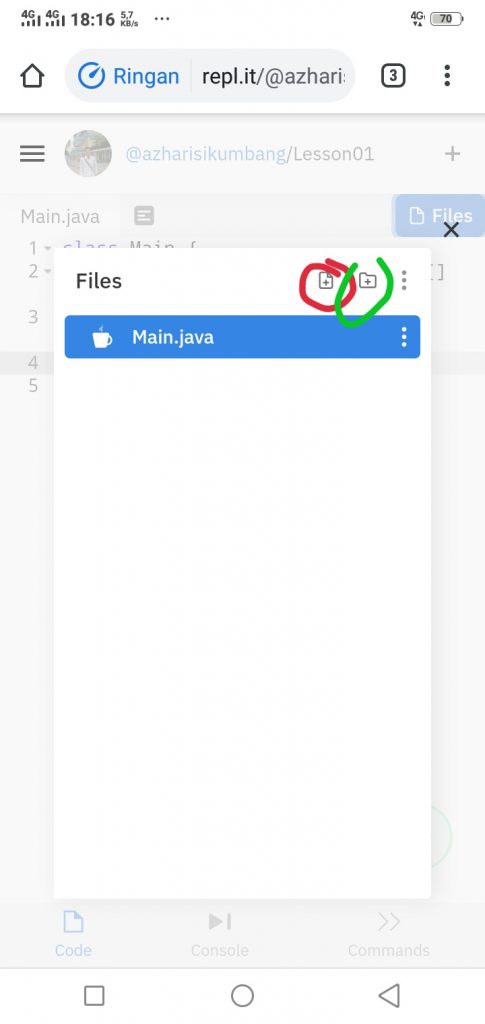 4G 4G 18:16 5,7 KB/s ... 4G 70
Ringan repl.it/@azhari
3
@azharisikumbang/Lesson01
Main.java Files
1 class Main {
2 []
Files
3
Main.java
4
5
Code Console Commands